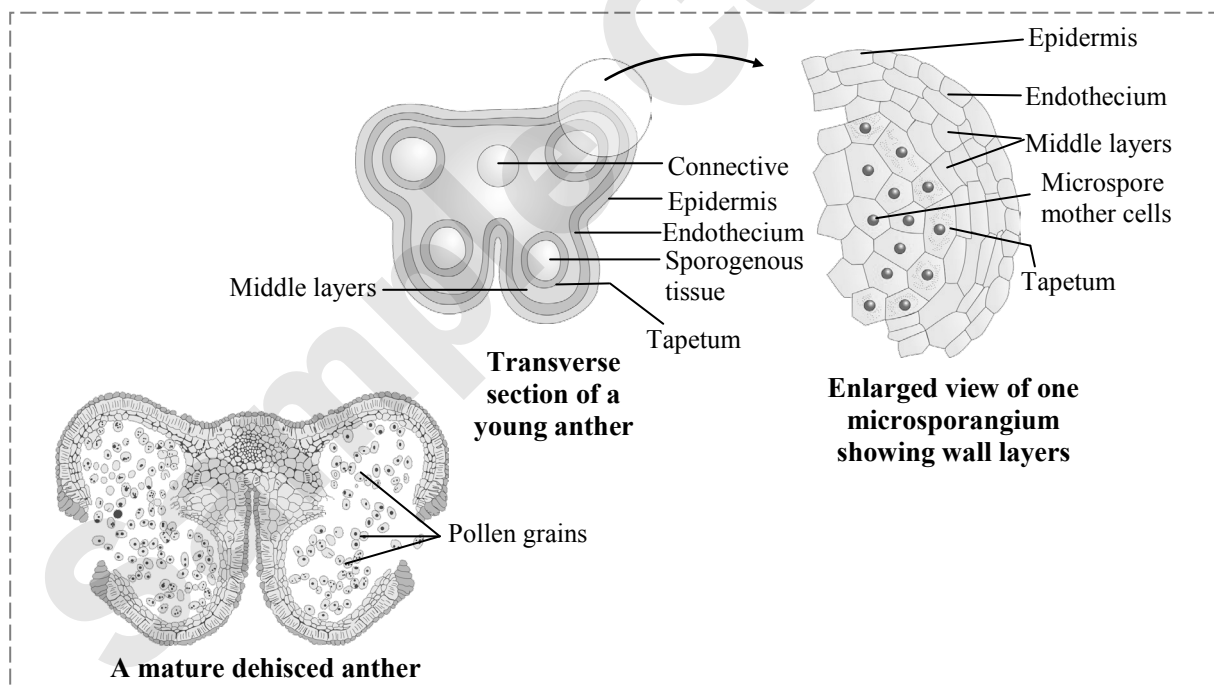 Epidermis
Endothecium
Middle layers
Microspore
mother cells
Tapetum
Connective
Epidermis
Endothecium
Sporogenous
tissue
Middle layers
Tapetum
Transverse
section of a
young anther
Enlarged view of one
microsporangium
showing wall layers
Pollen grains
A mature dehisced anther